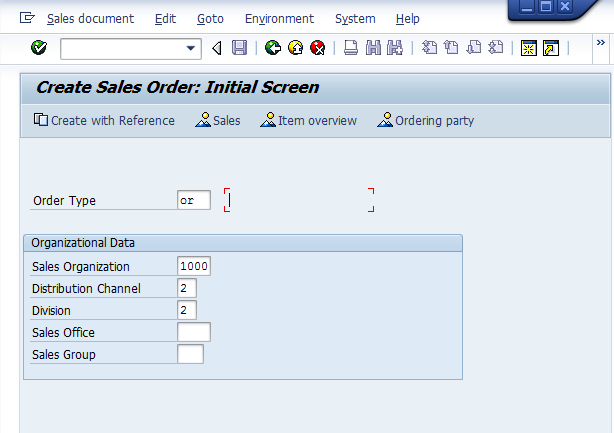 Sales document Edit Goto Environment System Help
Create Sales Order: Initial Screen
Create with Reference Sales Item overview Ordering party
Order Type or
Organizational Data
Sales Organization 1000
Distribution Channel 2
Division 2
Sales Office
Sales Group